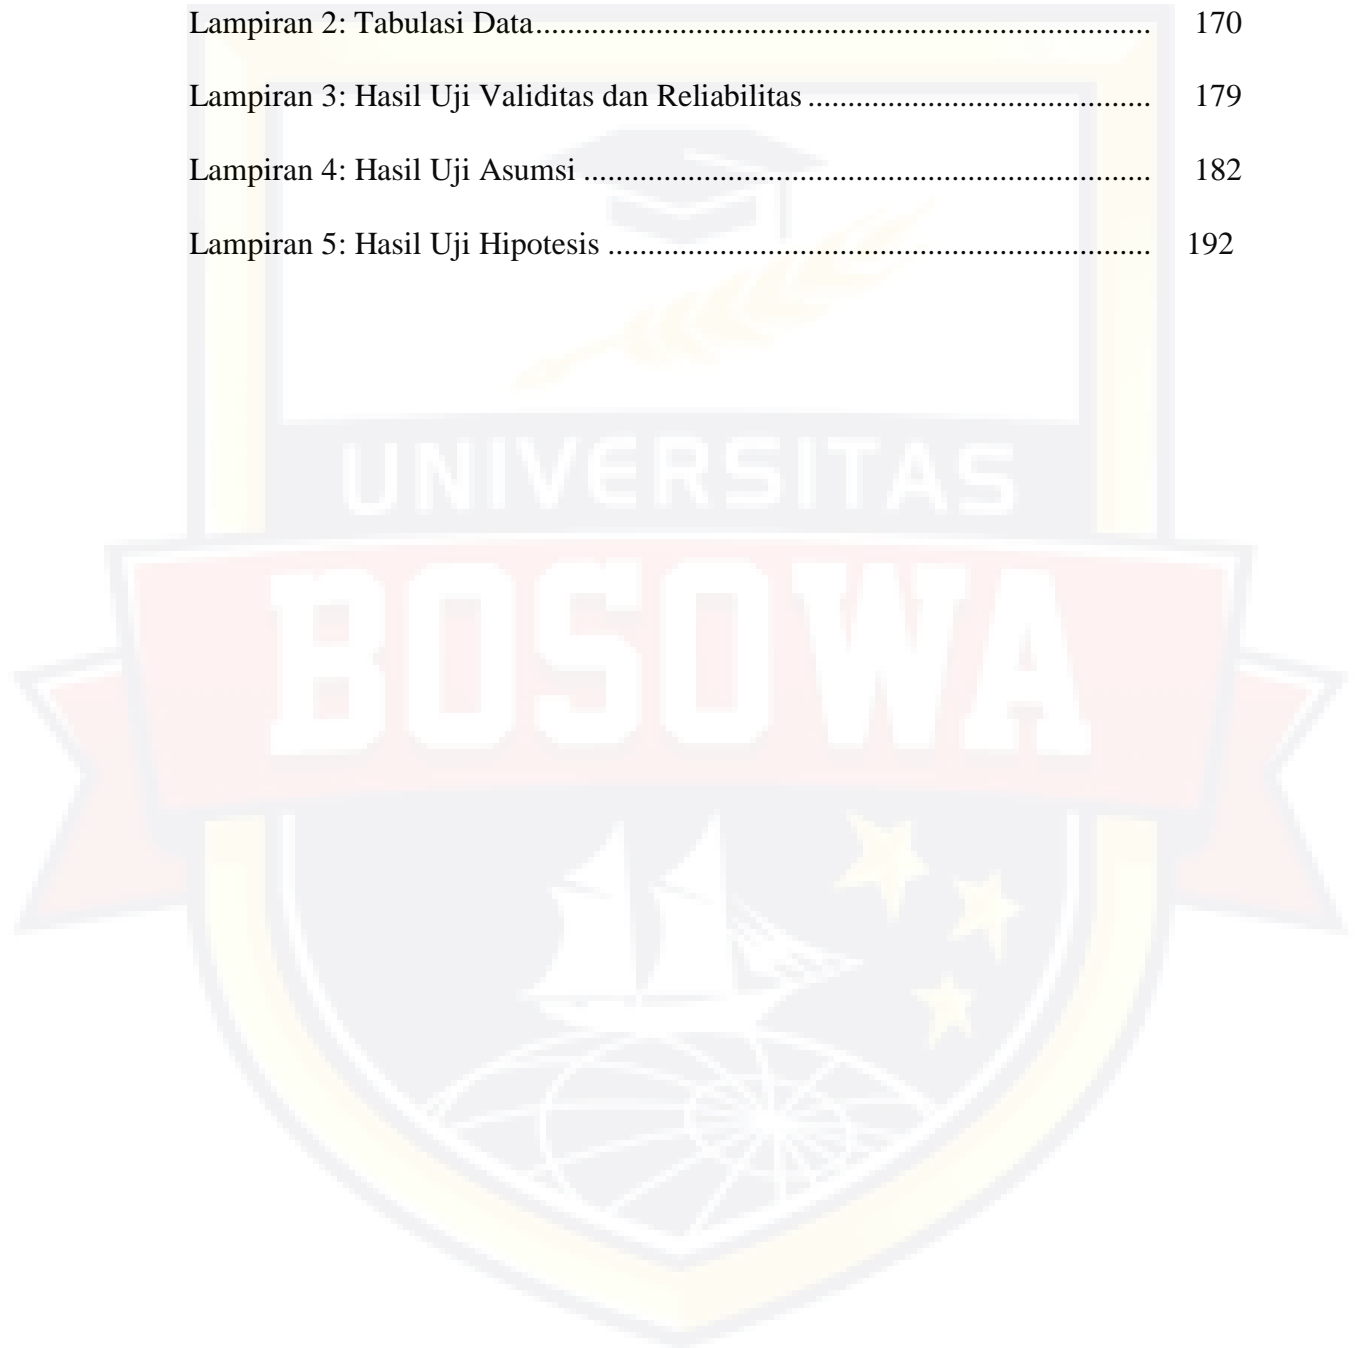 Lampiran 2: Tabulasi Data............................................................................. 170
Lampiran 3: Hasil Uji Validitas dan Reliabilitas ........................................... 179
Lampiran 4: Hasil Uji Asumsi ....................................................................... 182
Lampiran 5: Hasil Uji Hipotesis .................................................................... 192
UNIVERSITAS
BOSOWA